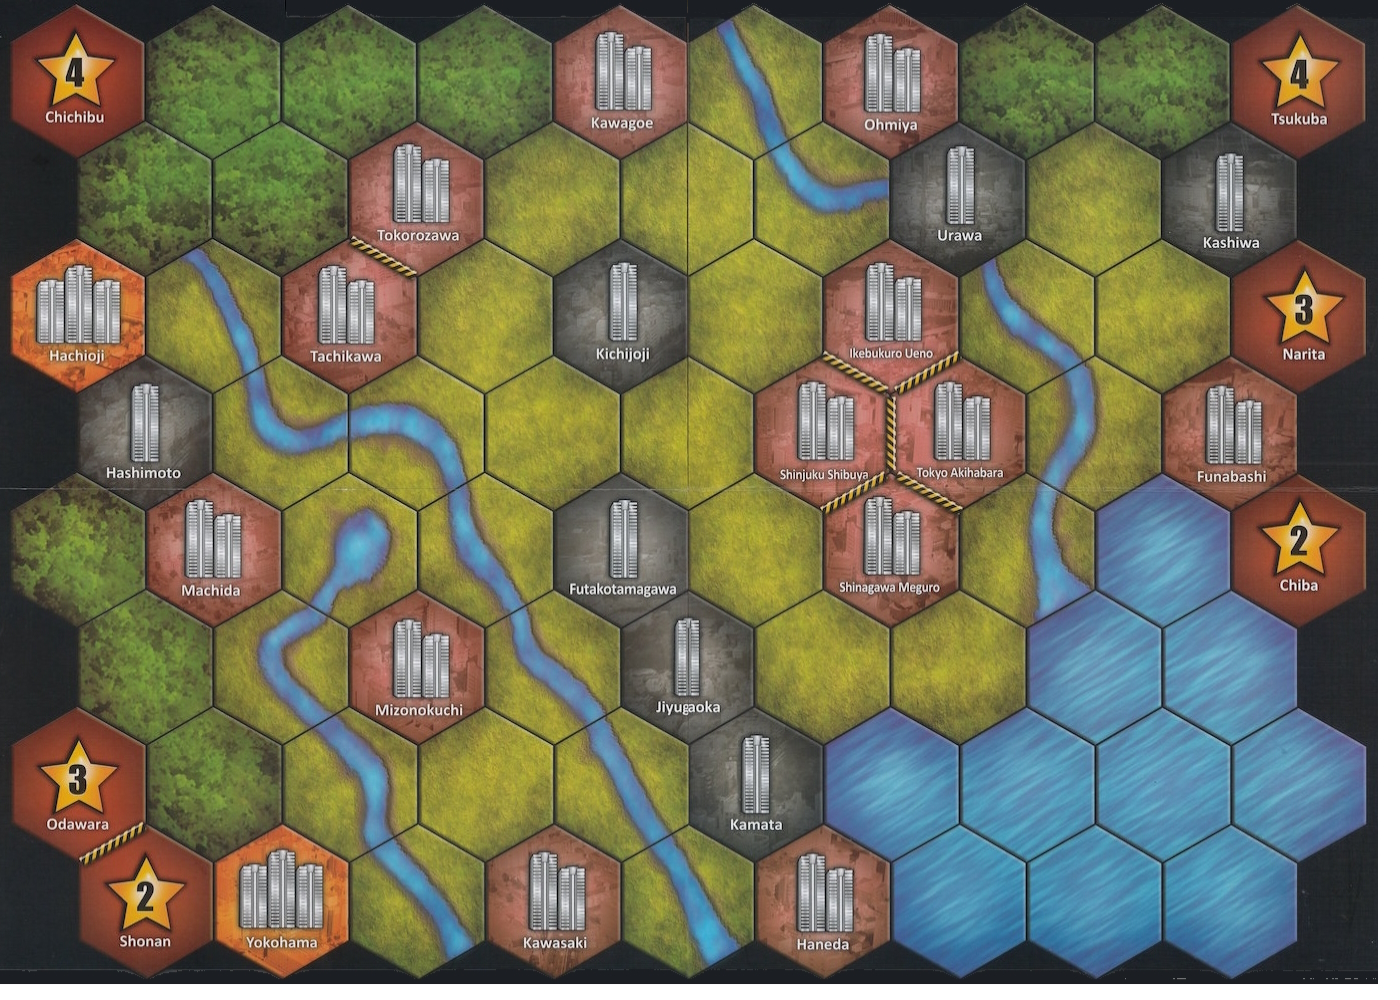 4
Chichibu
Kawagoe
Ohmiya
4
Tsukuba
Tokorozawa
Urawa
Kashiwa
Hachioji
Tachikawa
Kichijoji
Ikebukuro Ueno
3
Narita
Hashimoto
Shinjuku Shibuya
Tokyo Akihabara
Funabashi
Machida
Futakotamagawa
Shinagawa Meguro
2
Chiba
Mizonokuchi
Jiyugaoka
3
Odawara
Kamata
2
Shonan
Yokohama
Kawasaki
Haneda